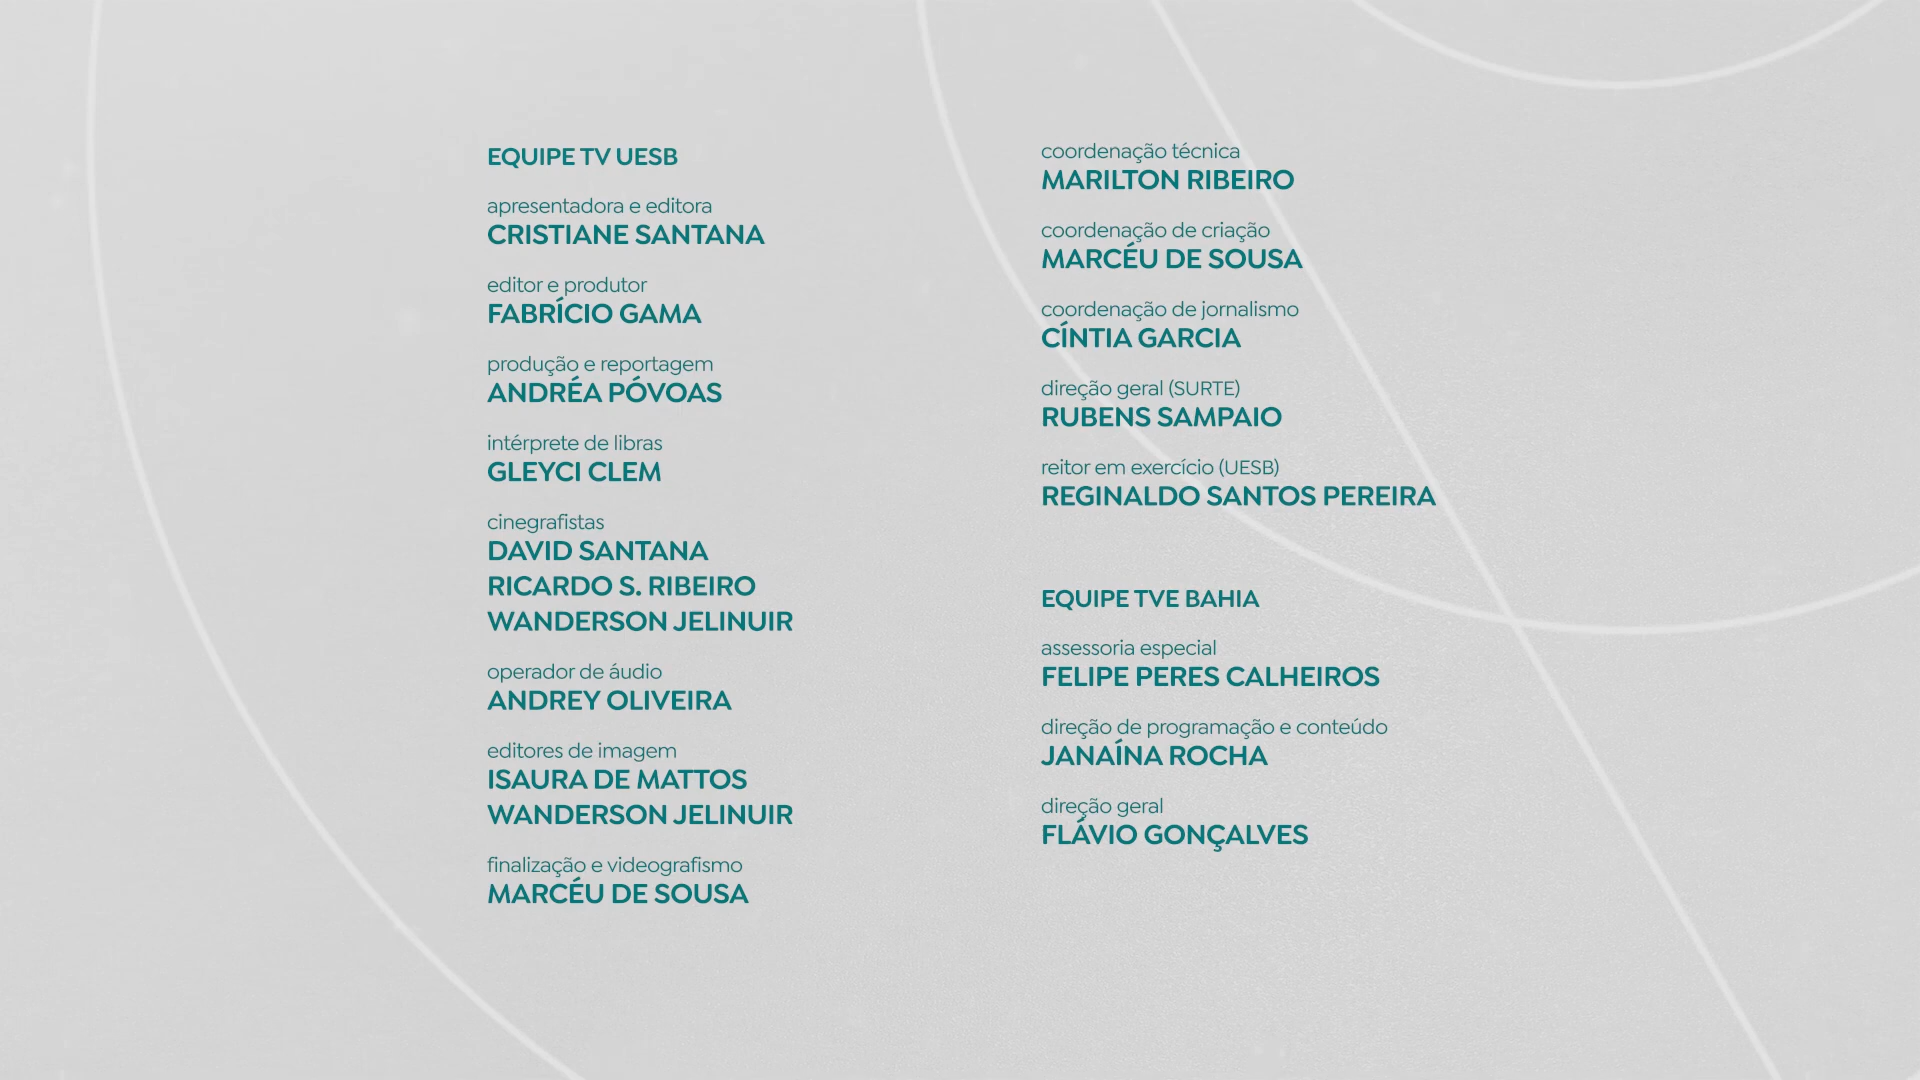 EQUIPE TV UESB
apresentadora e editora
CRISTIANE SANTANA
editor e produtor
FABRÍCIO GAMA
produção e reportagem
ANDRÉA PÓVOAS
intérprete de libras
GLEYCI CLEM
cinegrafistas
DAVID SANTANA
RICARDO S. RIBEIRO
WANDERSON JELINUIR
operador de áudio
ANDREY OLIVEIRA
editores de imagem
ISAURA DE MATTOS
WANDERSON JELINUIR
finalização e videografismo
MARCÉU DE SOUSA
coordenação técnica
MARILTON RIBEIRO
coordenação de criação
MARCÉU DE SOUSA
coordenação de jornalismo
CÍNTIA GARCIA
direção geral (SURTE)
RUBENS SAMPAIO
reitor em exercício (UESB)
REGINALDO SANTOS PEREIRA
EQUIPE TVE BAHIA
assessoria especial
FELIPE PERES CALHEIROS
direção de programação e conteúdo
JANAÍNA ROCHA
direção geral
FLÁVIO GONÇALVES